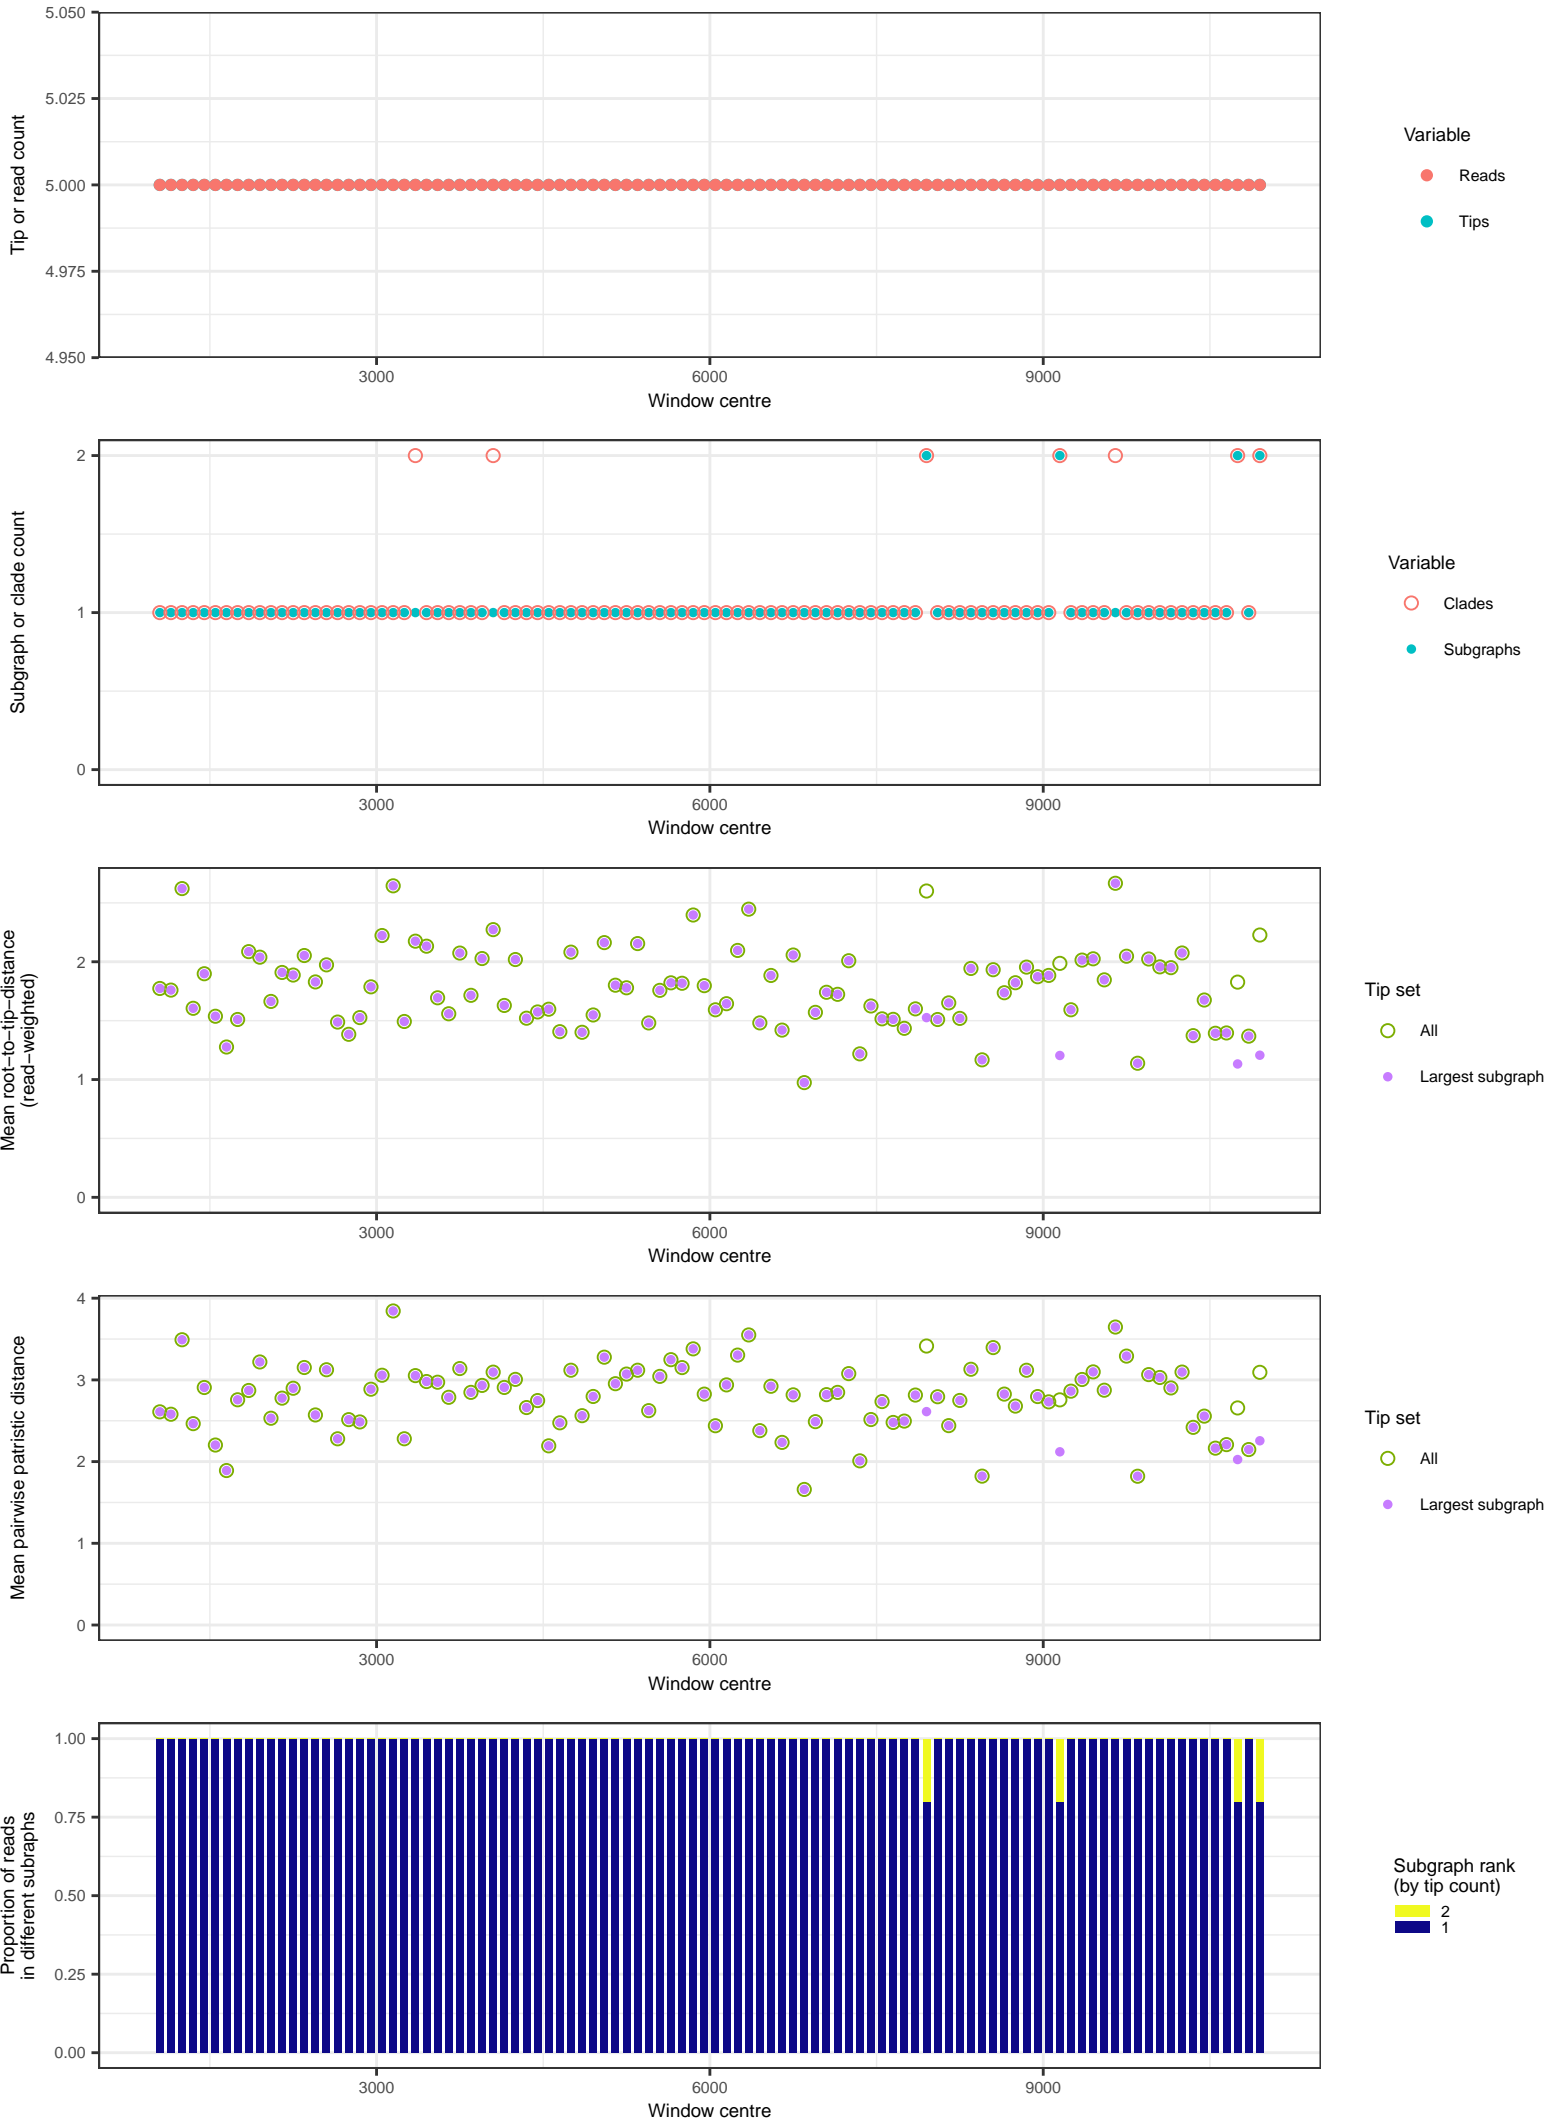 5.050
5.025
5.000
4.975
4.950
Tip or read count
3000
6000
9000
Window centre
Variable
Reads
Tips
2
1
0
Subgraph or clade count
3000
6000
9000
Window centre
Variable
Clades
Subgraphs
2
1
0
Mean root−to−tip−distance
(read−weighted)
3000
6000
9000
Window centre
Tip set
All
Largest subgraph
4
3
2
1
0
Mean pairwise patristic distance
3000
6000
9000
Window centre
Tip set
All
Largest subgraph
1.00
0.75
0.50
0.25
0.00
Proportion of reads
in different subraphs
3000
6000
9000
Window centre
Subgraph rank
(by tip count)
2
1